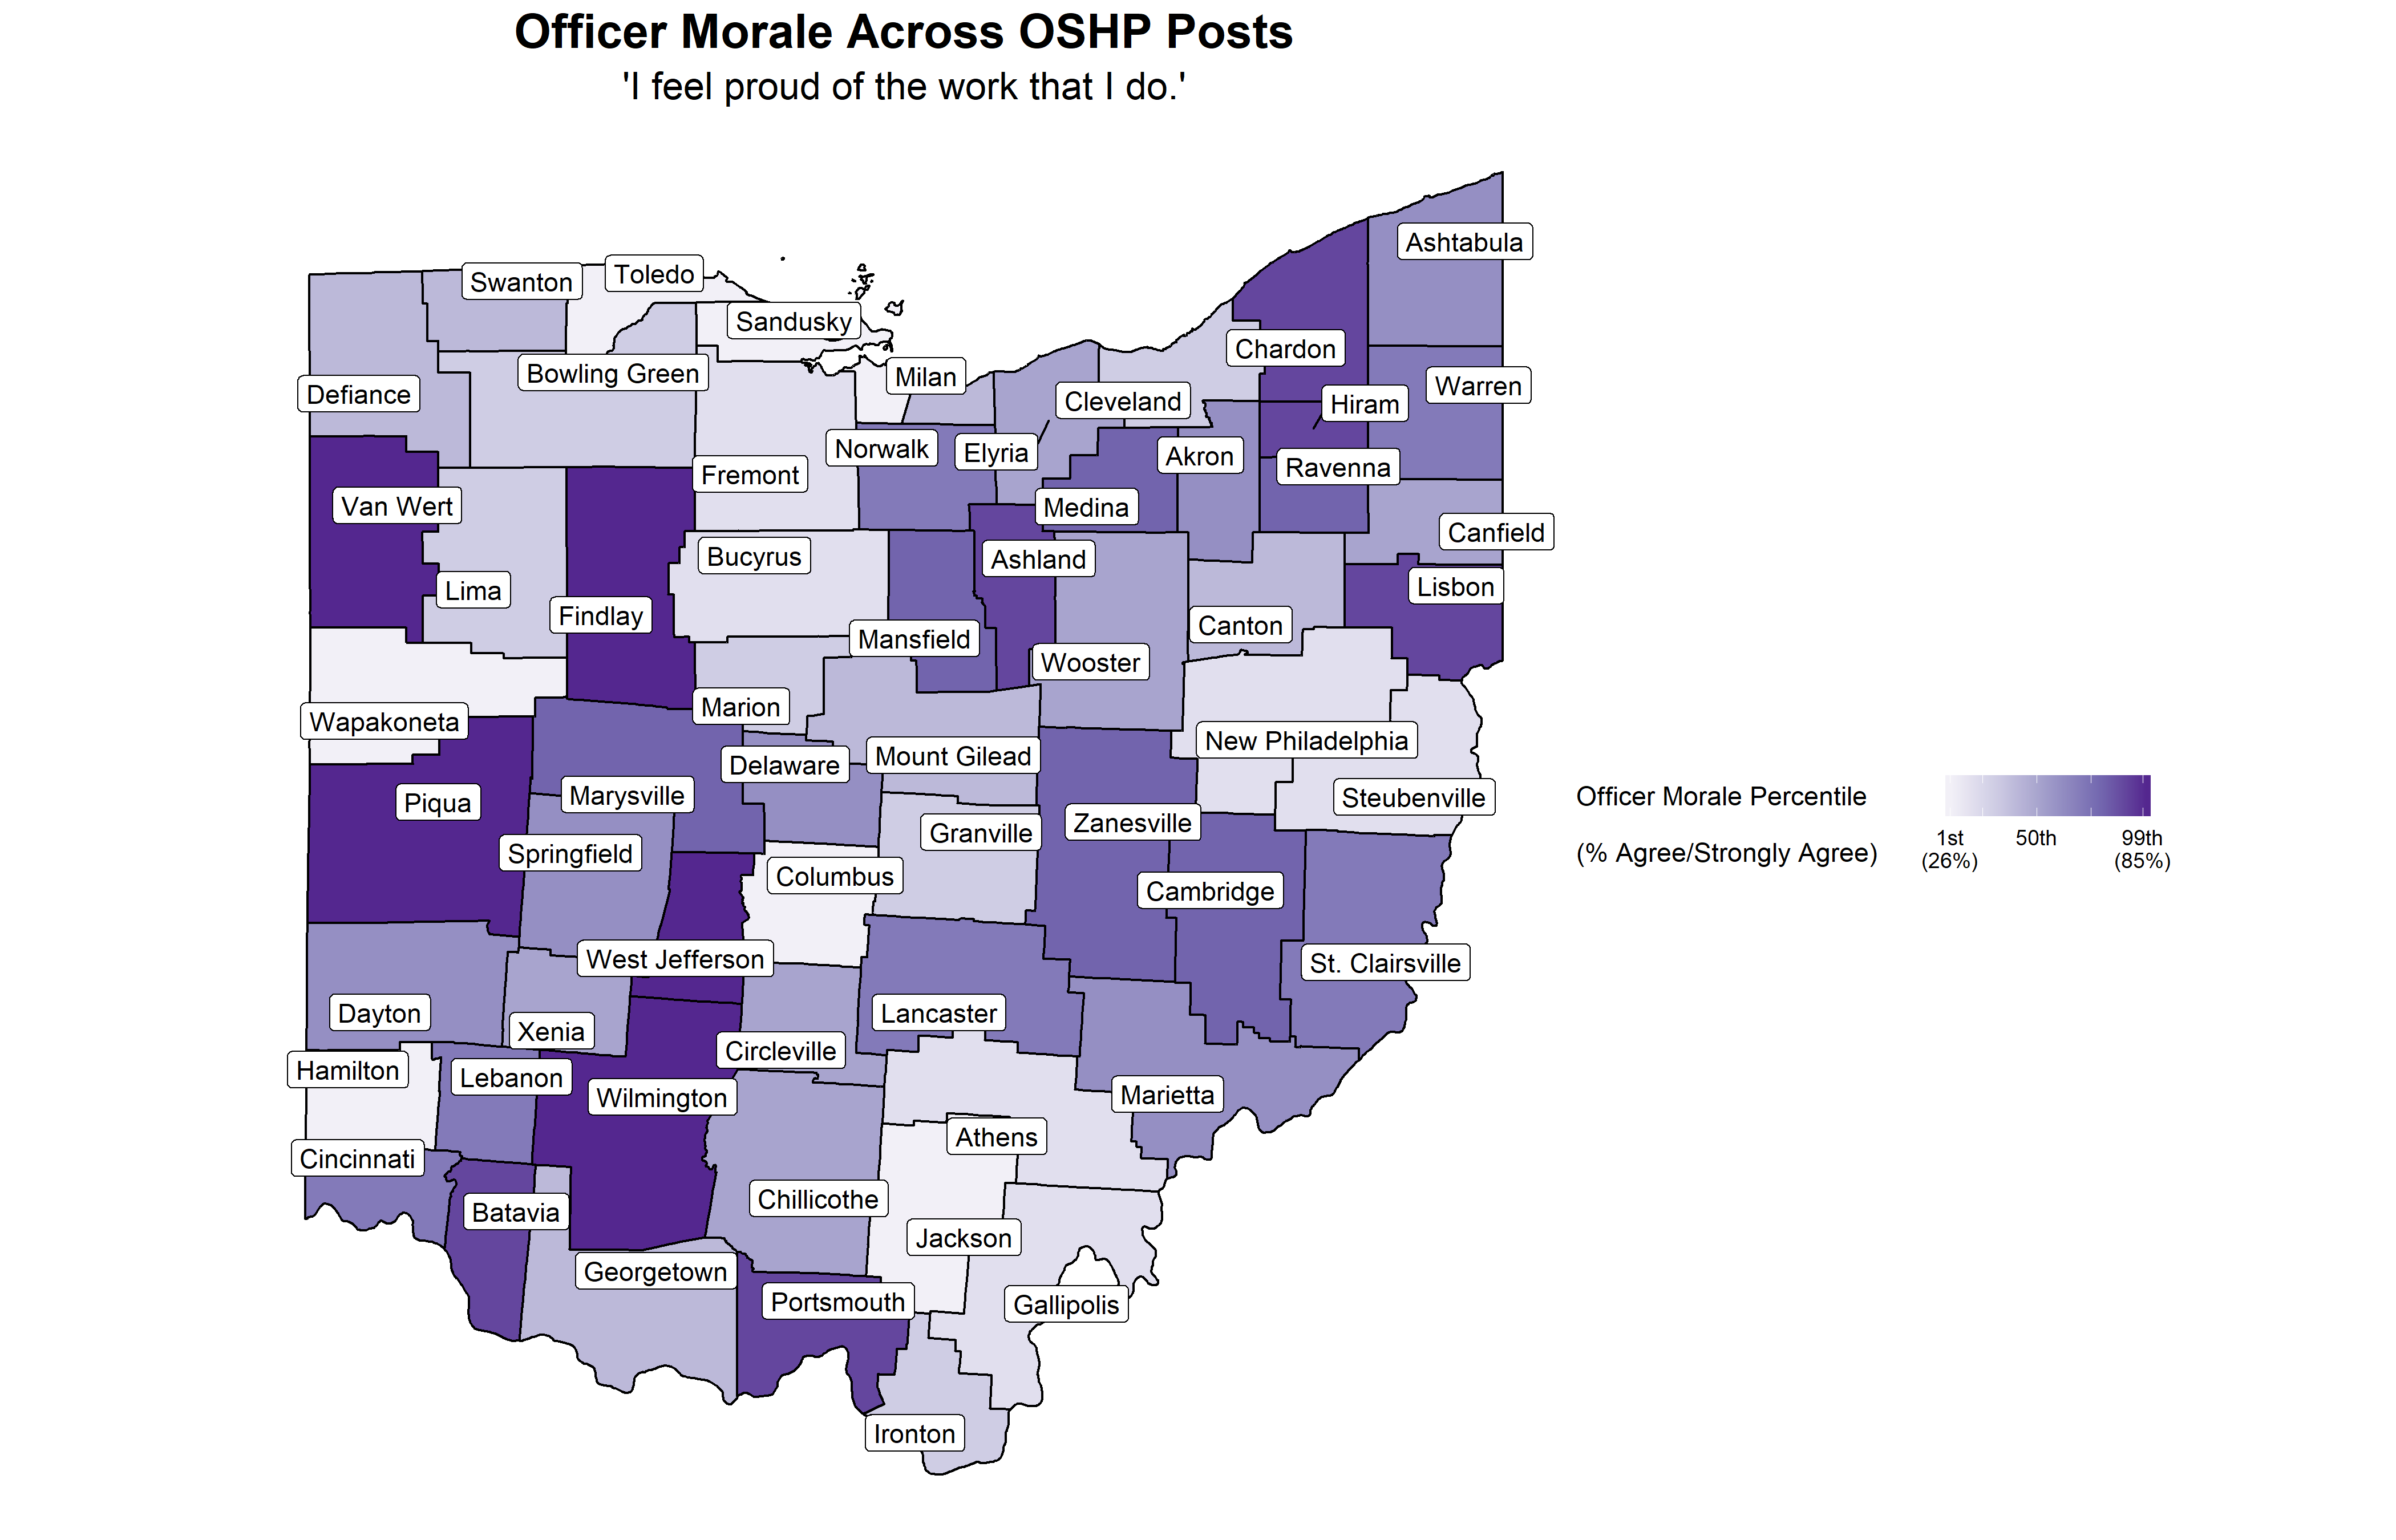 Officer Morale Across OSHP Posts
'I feel proud of the work that I do.'
Ashtabula
Swanton
Toledo
Sandusky
Chardon
Bowling Green
Milan
Warren
Defiance
Cleveland
Hiram
Norwalk
Elyria
Akron
Ravenna
Fremont
Van Wert
Medina
Canfield
Bucyrus
Ashland
Lisbon
Lima
Findlay
Canton
Mansfield
Wooster
Marion
Wapakoneta
New Philadelphia
Mount Gilead
Delaware
Marysville
Piqua
Steubenville
Zanesville
Granville
Springfield
Columbus
Cambridge
West Jefferson
St. Clairsville
Dayton
Lancaster
Xenia
Circleville
Hamilton
Lebanon
Wilmington
Marietta
Athens
Cincinnati
Chillicothe
Batavia
Jackson
Georgetown
Portsmouth
Gallipolis
Ironton
Officer Morale Percentile
(% Agree/Strongly Agree)
1st 50th 99th
(26%) (85%)